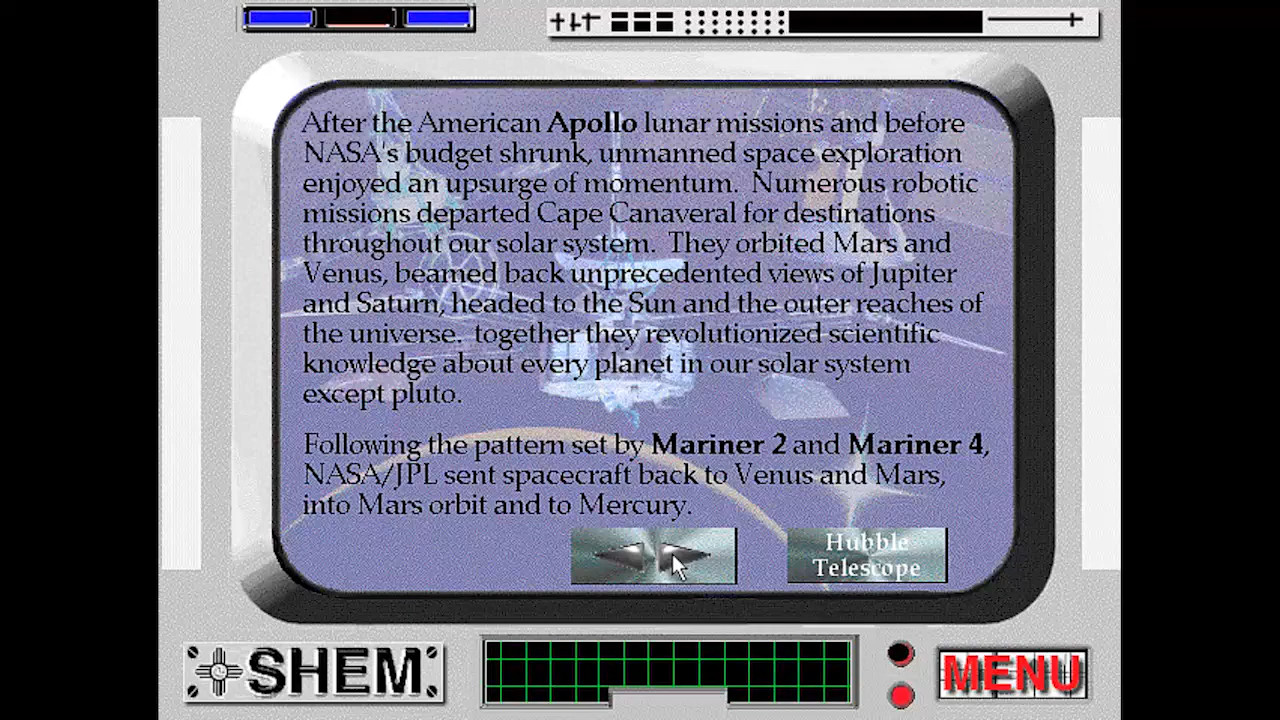 After the American Apollo lunar missions and before
NASA's budget shrunk, unmanned space exploration
enjoyed an upsurge of momentum.  Numerous robotic
missions departed Cape Canaveral for destinations
throughout our solar system.  They orbited Mars and
Venus, beamed back unprecedented views of Jupiter
and Saturn, headed to the Sun and the outer reaches of
the universe.  together they revolutionized scientific
knowledge about every planet in our solar system
except pluto.
Following the pattern set by Mariner 2 and Mariner 4,
NASA/JPL sent spacecraft back to Venus and Mars,
into Mars orbit and to Mercury.
Hubble
Telescope
SHEM
MENU